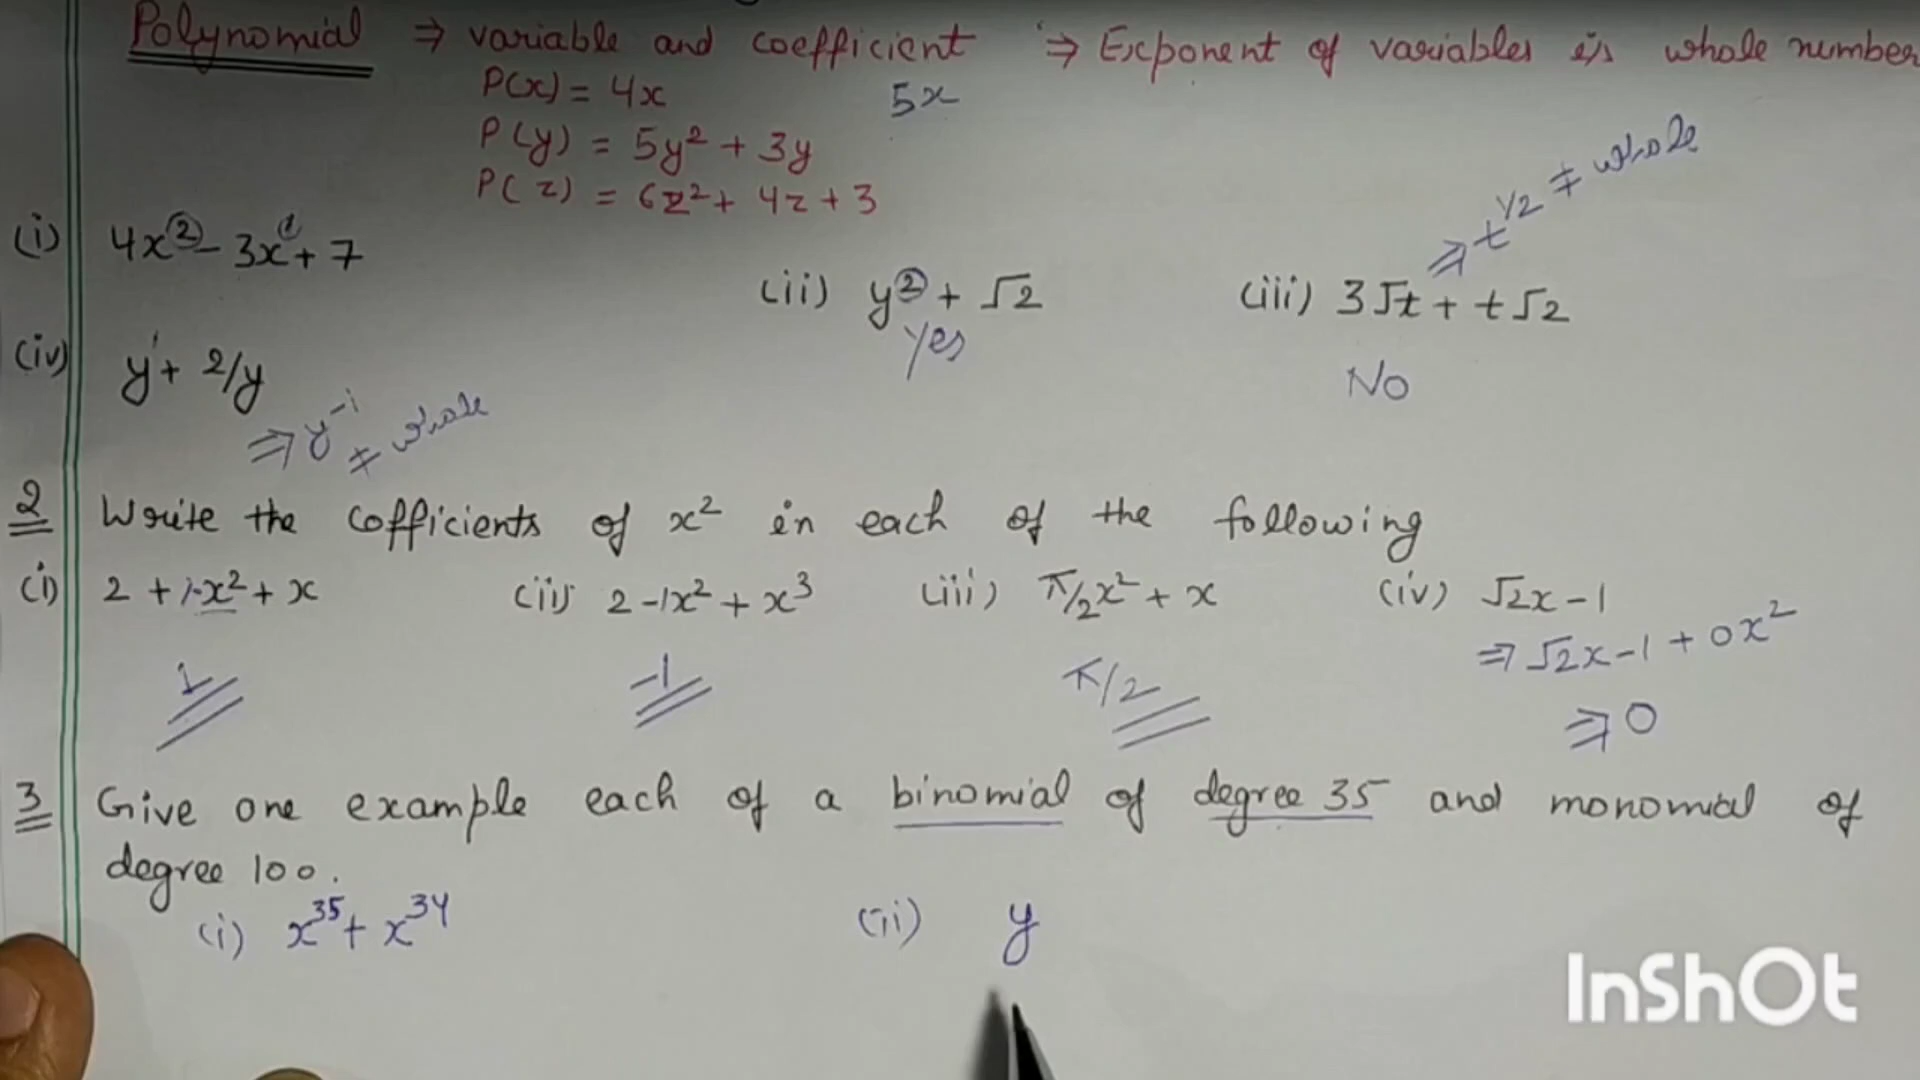 Polynomial ⇒ variable and coefficient ⇒ Exponent of variables is whole number
P(x) = 4x 5x
P(y) = 5y² + 3y
P(z) = 6z² + 4z + 3
⇒ t^1/2 ≠ whole
(i) 4x² - 3x¹ + 7
(ii) y² + √2 (iii) 3√t + t√2
Yes No
(iv) y¹ + 2/y
⇒ y⁻¹ ≠ whole
2 Write the cofficients of x² in each of the following
(i) 2 + 1·x² + x (ii) 2 - 1x² + x³ (iii) π/2x² + x (iv) √2x - 1
⇒ √2x - 1 + 0x²
1 -1 π/2 ⇒ 0
3 Give one example each of a binomial of degree 35 and monomial of
degree 100.
(i) x³⁵ + x³⁴ (ii) y
InShOt